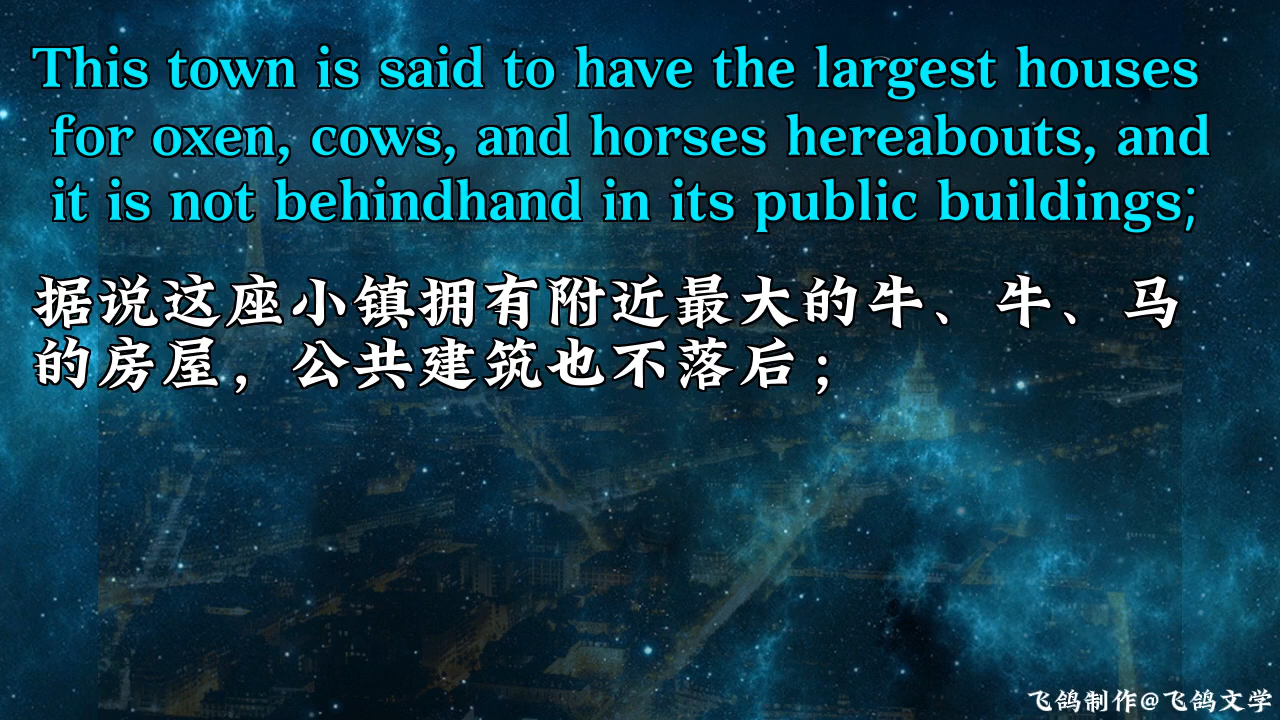 This town is said to have the largest houses
for oxen, cows, and horses hereabouts, and
it is not behindhand in its public buildings;
据说这座小镇拥有附近最大的牛、牛、马
的房屋，公共建筑也不落后；
飞鸽制作@飞鸽文学